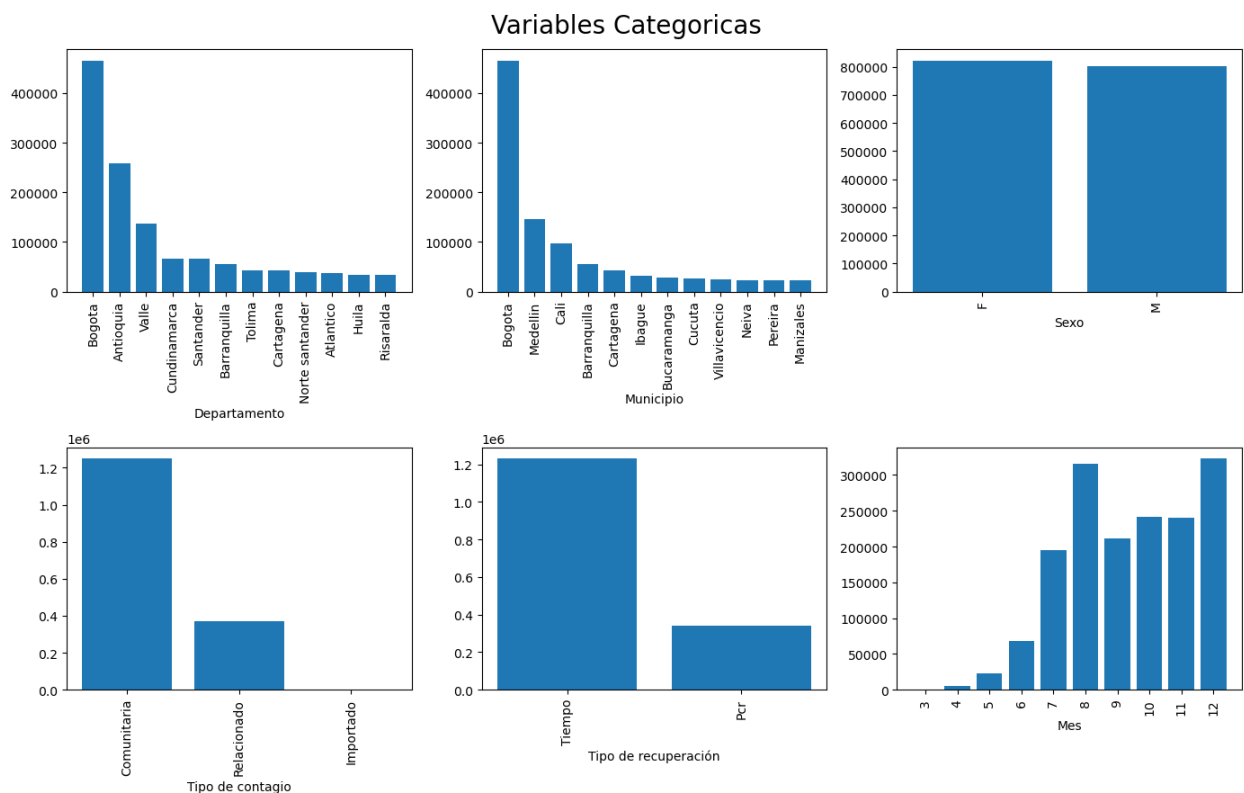 Variables Categoricas
400000
300000
200000
100000
0
Bogota
Antioquia
Valle
Cundinamarca
Santander
Barranquilla
Tolima
Cartagena
Norte santander
Atlantico
Huila
Risaralda
Departamento
400000
300000
200000
100000
0
Bogota
Medellin
Cali
Barranquilla
Cartagena
Ibague
Bucaramanga
Cucuta
Villavicencio
Neiva
Pereira
Manizales
Municipio
800000
700000
600000
500000
400000
300000
200000
100000
0
F
M
Sexo
1e6
1.2
1.0
0.8
0.6
0.4
0.2
0.0
Comunitaria
Relacionado
Importado
Tipo de contagio
1e6
1.2
1.0
0.8
0.6
0.4
0.2
0.0
Tiempo
Pcr
Tipo de recuperación
300000
250000
200000
150000
100000
50000
0
3
4
5
6
7
8
9
10
11
12
Mes